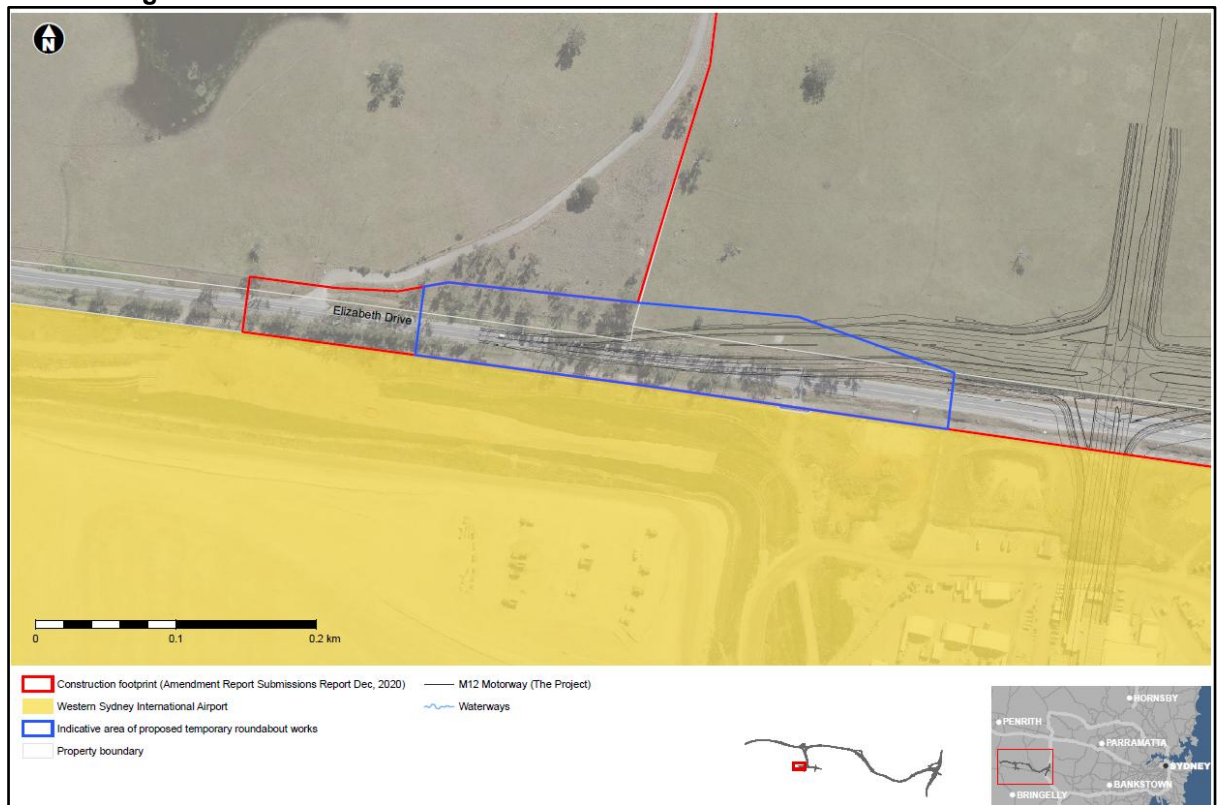 N
Elizabeth Drive
0 0.1 0.2 km
Construction footprint (Amendment Report Submissions Report Dec, 2020)
Western Sydney International Airport
Indicative area of proposed temporary roundabout works
Property boundary
M12 Motorway (The Project)
Waterways
HORNSBY
PENRITH
PARRAMATTA
SYDNEY
BANKSTOWN
BRINGELLY